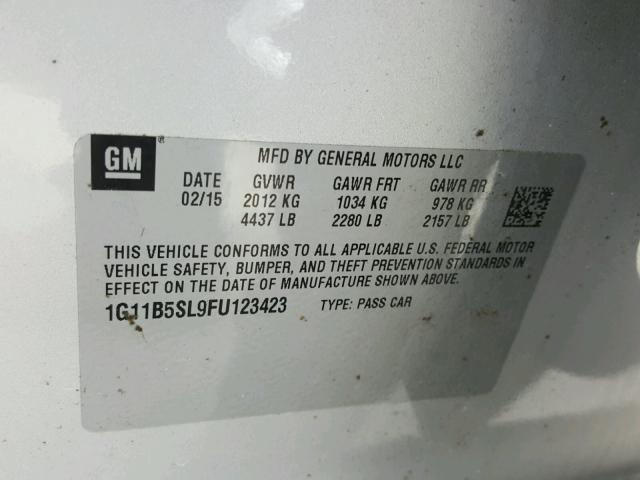 GM
MFD BY GENERAL MOTORS LLC
DATE GVWR GAWR FRT GAWR RR
02/15 2012 KG 1034 KG 978 KG
4437 LB 2280 LB 2157 LB
THIS VEHICLE CONFORMS TO ALL APPLICABLE U.S. FEDERAL MOTOR
VEHICLE SAFETY, BUMPER, AND THEFT PREVENTION STANDARDS IN
EFFECT ON THE DATE OF MANUFACTURE SHOWN ABOVE.
1G11B5SL9FU123423 TYPE: PASS CAR